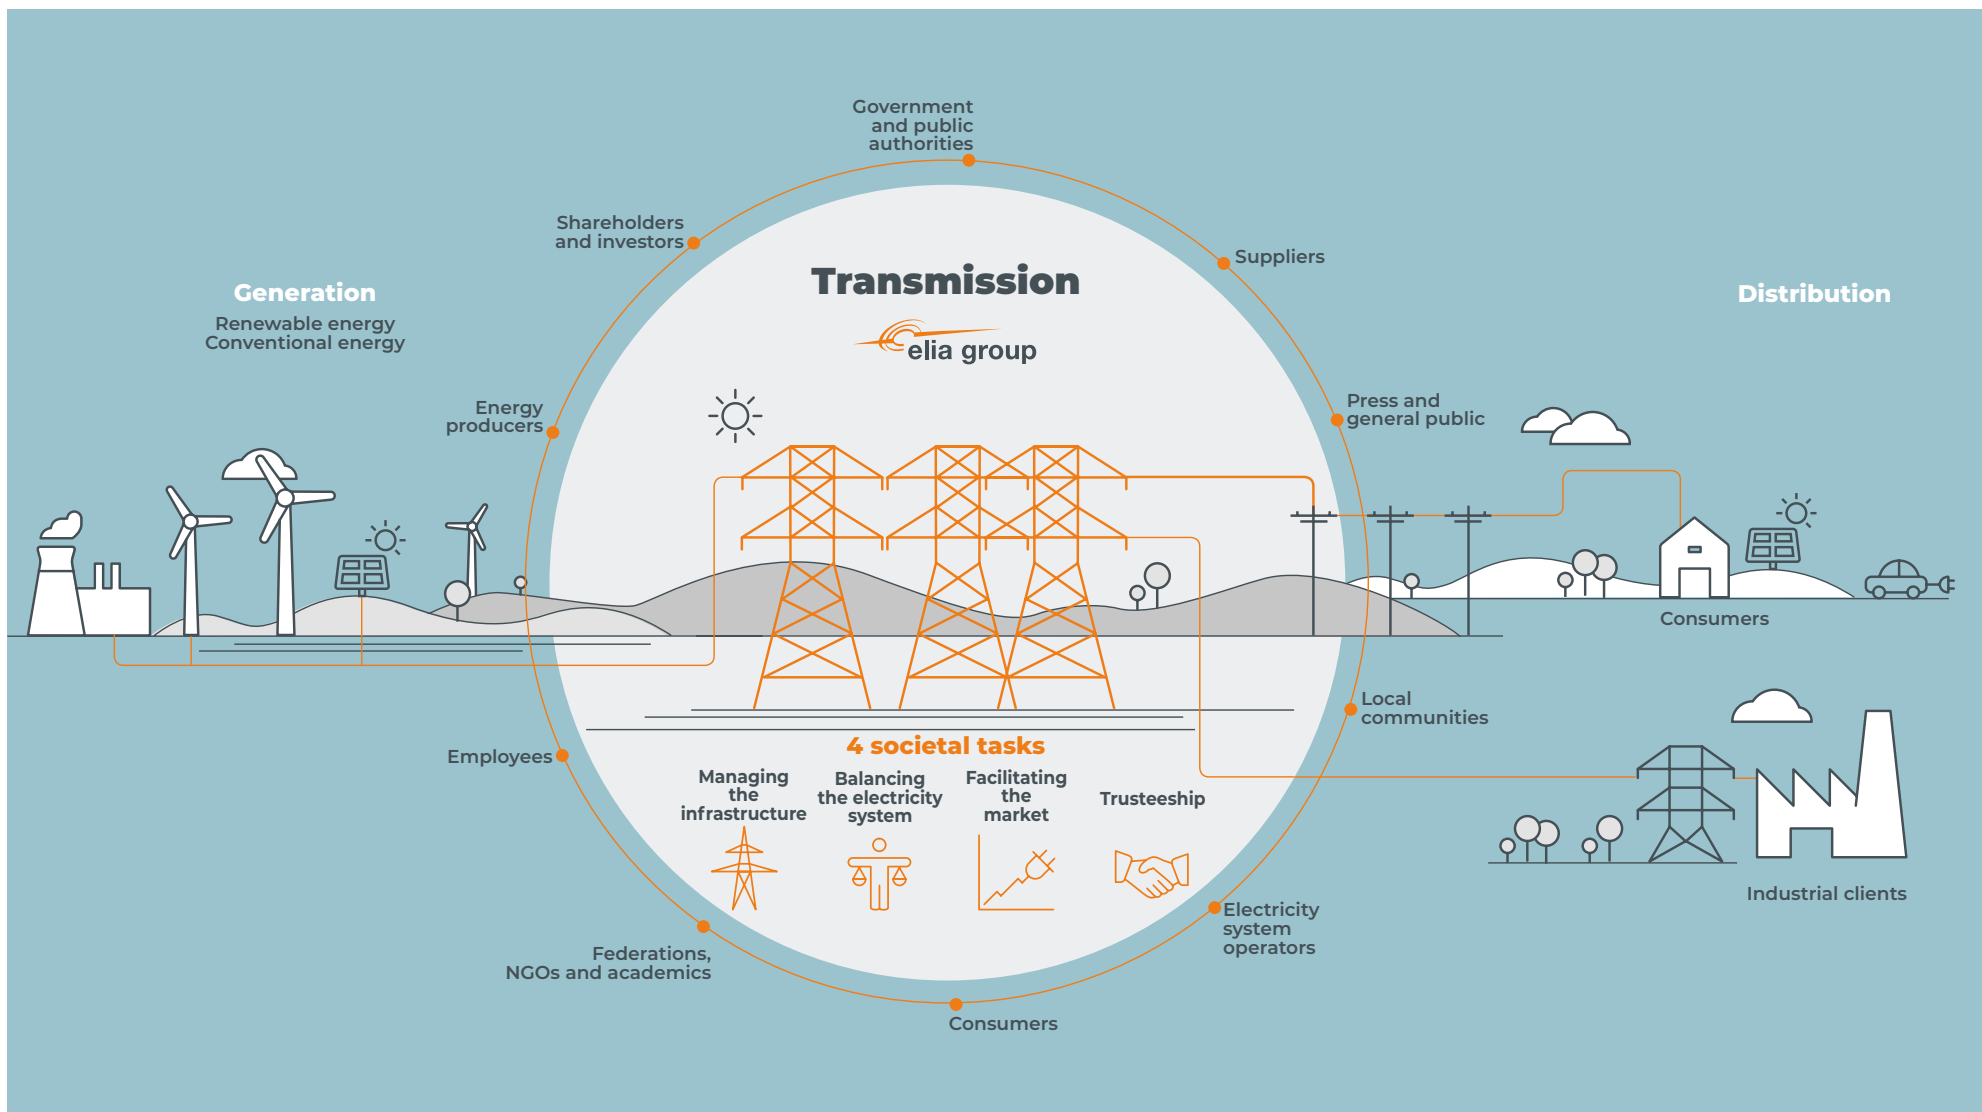 Government
and public
authorities
Shareholders
and investors
Suppliers
Transmission
elia group
Generation
Renewable energy
Conventional energy
Distribution
Energy
producers
Press and
general public
Consumers
Local
communities
Employees
4 societal tasks
Managing
the
infrastructure
Balancing
the electricity
system
Facilitating
the
market
Trusteeship
Industrial clients
Electricity
system
operators
Federations,
NGOs and academics
Consumers